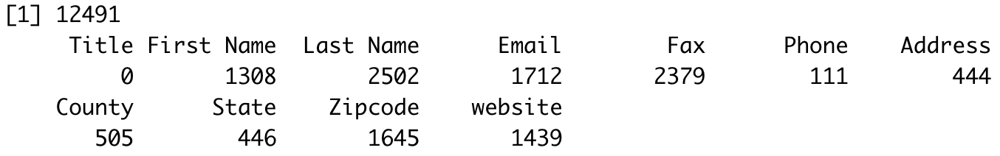 [1] 12491
Title First Name Last Name Email Fax Phone Address
0 1308 2502 1712 2379 111 444
County State Zipcode website
505 446 1645 1439